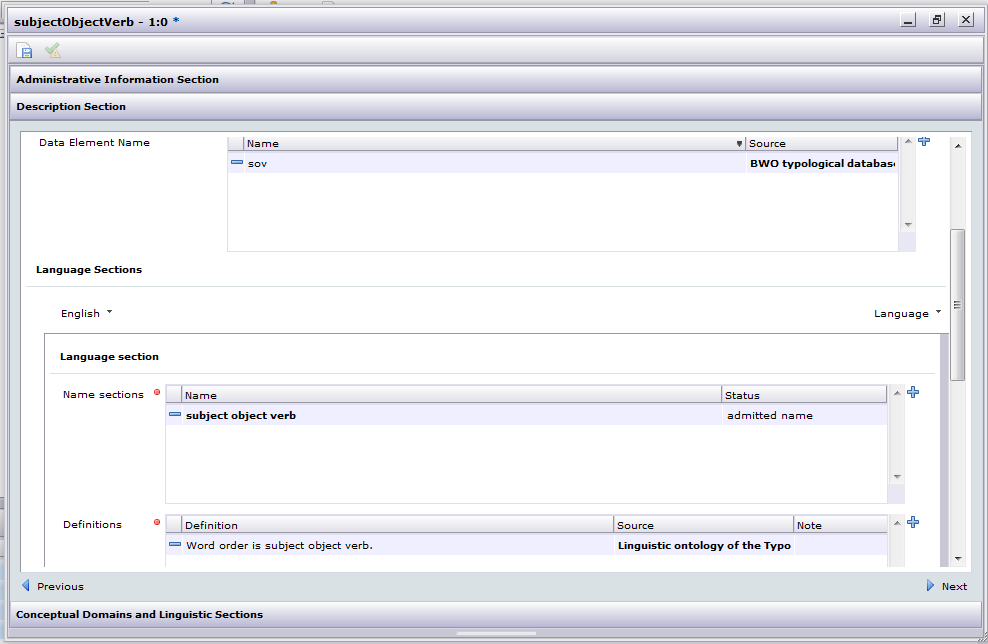 subjectObjectVerb - 1:0 *
Administrative Information Section
Description Section
Data Element Name
Name Source
sov BWO typological databas
Language Sections
English Language
Language section
Name sections Name Status
subject object verb admitted name
Definitions Definition Source Note
Word order is subject object verb. Linguistic ontology of the Typo
Previous Next
Conceptual Domains and Linguistic Sections